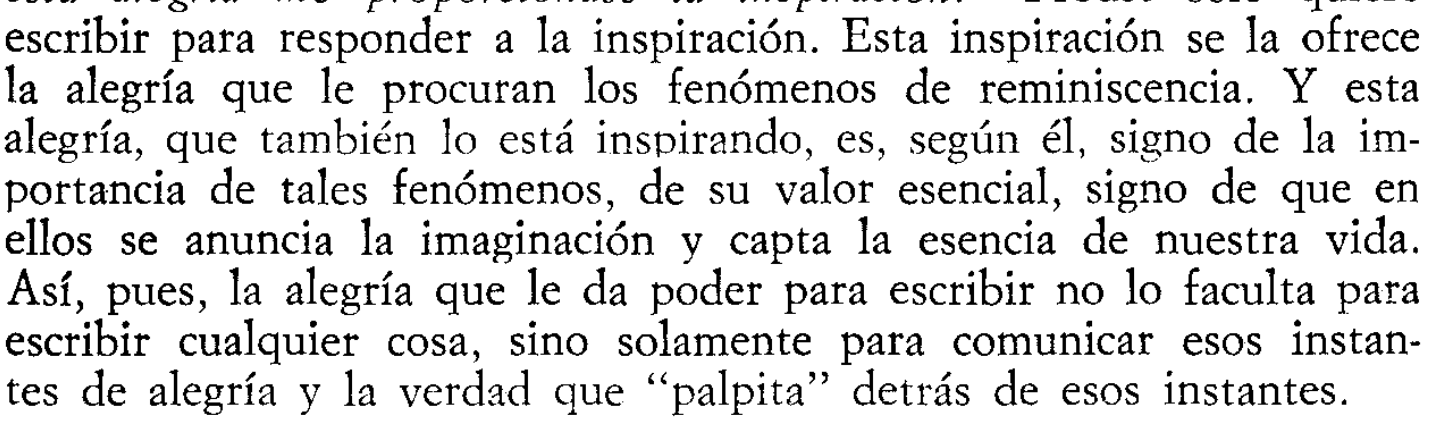 escribir para responder a la inspiración. Esta inspiración se la ofrece
la alegría que le procuran los fenómenos de reminiscencia. Y esta
alegría, que también lo está inspirando, es, según él, signo de la im-
portancia de tales fenómenos, de su valor esencial, signo de que en
ellos se anuncia la imaginación y capta la esencia de nuestra vida.
Así, pues, la alegría que le da poder para escribir no lo faculta para
escribir cualquier cosa, sino solamente para comunicar esos instan-
tes de alegría y la verdad que “palpita” detrás de esos instantes.